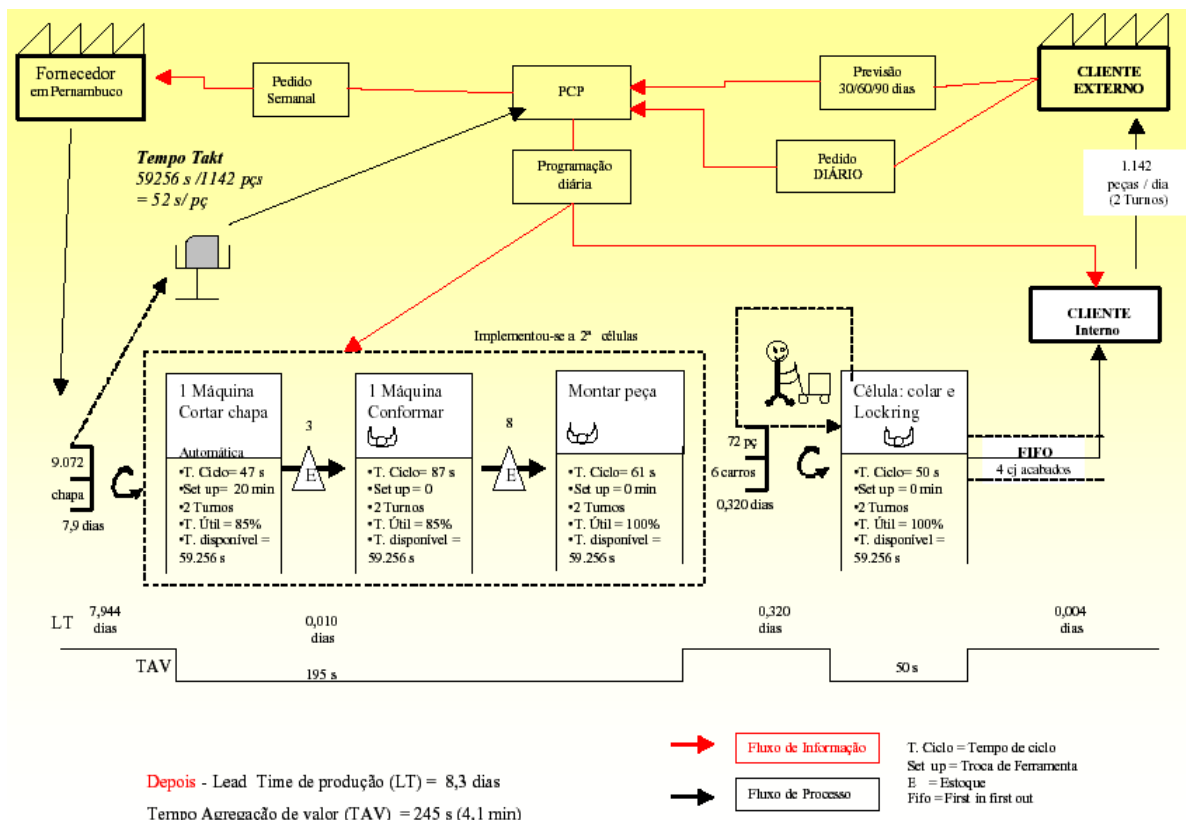 Fornecedor
em Pernambuco
Pedido
Semanal
PCP
Previsão
30/60/90 dias
CLIENTE
EXTERNO
Tempo Takt
59256 s /1142 pçs
= 52 s/ pç
Programação
diária
Pedido
DIÁRIO
1.142
peças / dia
(2 Turnos)
CLIENTE
Interno
Implementou-se a 2ª células
1 Máquina
Cortar chapa
Automática
•T. Ciclo= 47 s
•Set up= 20 min
•2 Turnos
•T. Útil = 85%
•T. disponível =
59.256 s
3
E
1 Máquina
Conformar
•T. Ciclo= 87 s
•Set up = 0
•2 Turnos
•T. Útil = 85%
•T. disponível =
59.256 s
8
E
Montar peça
•T. Ciclo= 61 s
•Set up = 0 min
•2 Turnos
•T. Útil = 100%
•T. disponível =
59.256 s
9.072
chapa
7,9 dias
72 pç
6 carros
0,320 dias
Célula: colar e
Lockring
•T. Ciclo= 50 s
•Set up = 0 min
•2 Turnos
•T. Útil = 100%
•T. disponível =
59.256 s
FIFO
4 cj acabados
LT
7,944
dias
0,010
dias
0,320
dias
0,004
dias
TAV
195 s
50 s
Fluxo de Informação
Fluxo de Processo
T. Ciclo = Tempo de ciclo
Set up = Troca de Ferramenta
E = Estoque
Fifo = First in first out
Depois - Lead Time de produção (LT) = 8,3 dias
Tempo Agregação de valor (TAV) = 245 s (4,1 min)